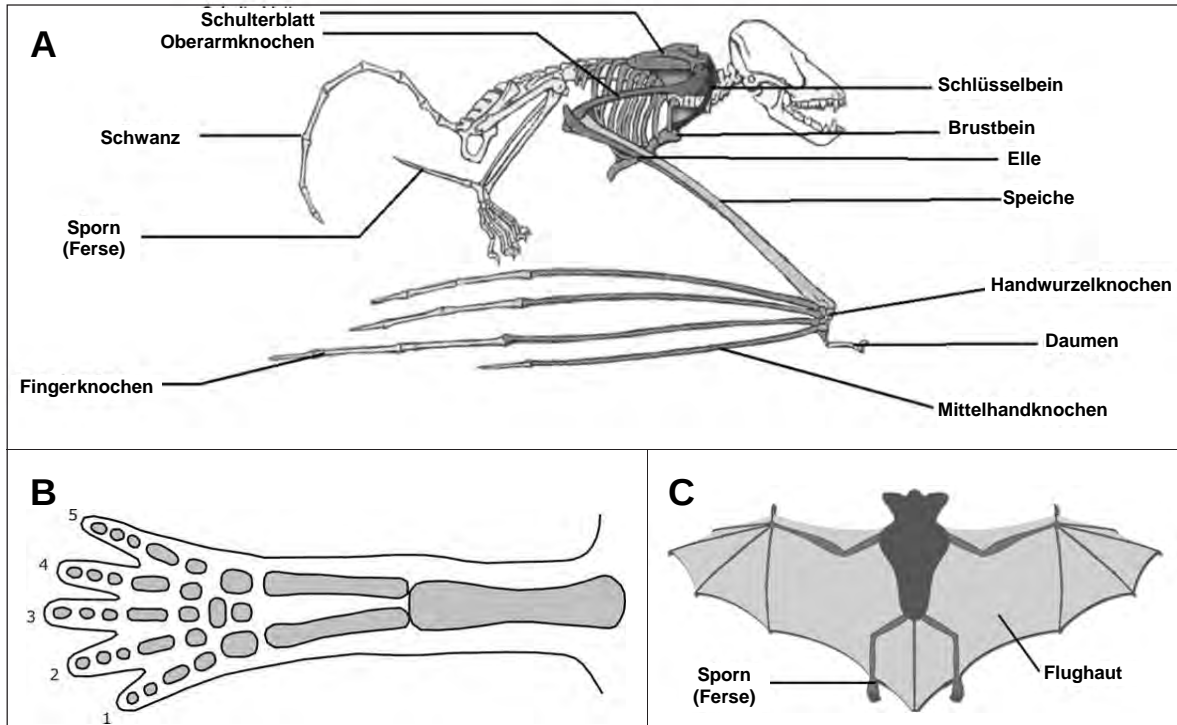 A
Schulterblatt
Oberarmknochen
Schlüsselbein
Brustbein
Elle
Schwanz
Speiche
Sporn
(Ferse)
Handwurzelknochen
Daumen
Fingerknochen
Mittelhandknochen
B
5
4
3
2
1
C
Sporn
(Ferse)
Flughaut